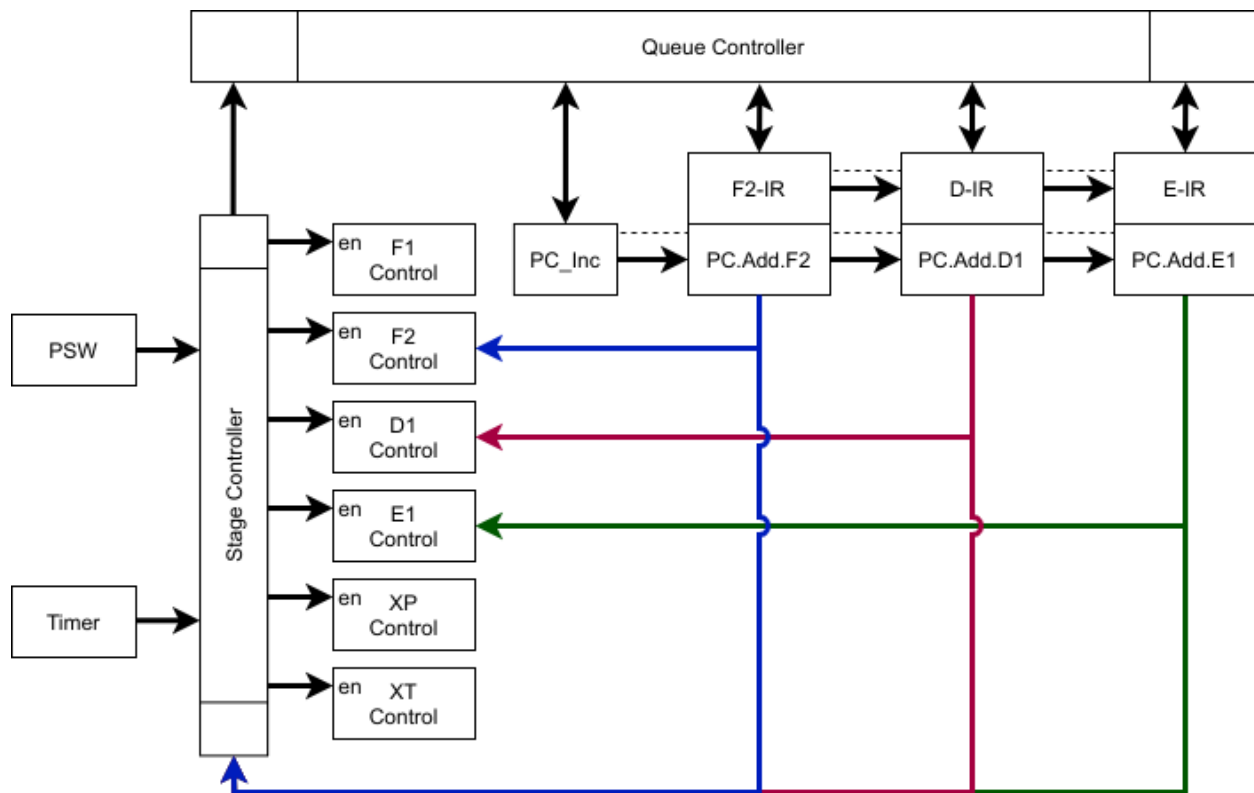 Queue Controller
F2-IR
D-IR
E-IR
PC_Inc
PC.Add.F2
PC.Add.D1
PC.Add.E1
en
F1
Control
PSW
en
F2
Control
Stage Controller
en
D1
Control
en
E1
Control
Timer
en
XP
Control
en
XT
Control